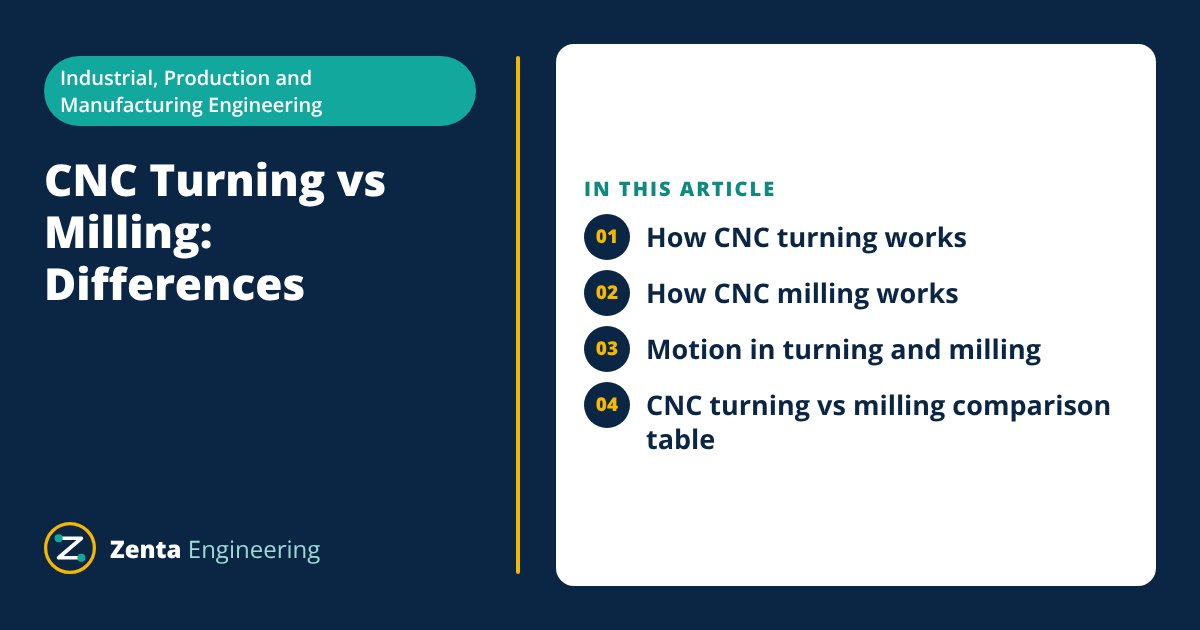 Industrial, Production and
Manufacturing Engineering
CNC Turning vs
Milling:
Differences
Zenta Engineering
IN THIS ARTICLE
01 How CNC turning works
02 How CNC milling works
03 Motion in turning and milling
04 CNC turning vs milling comparison
table